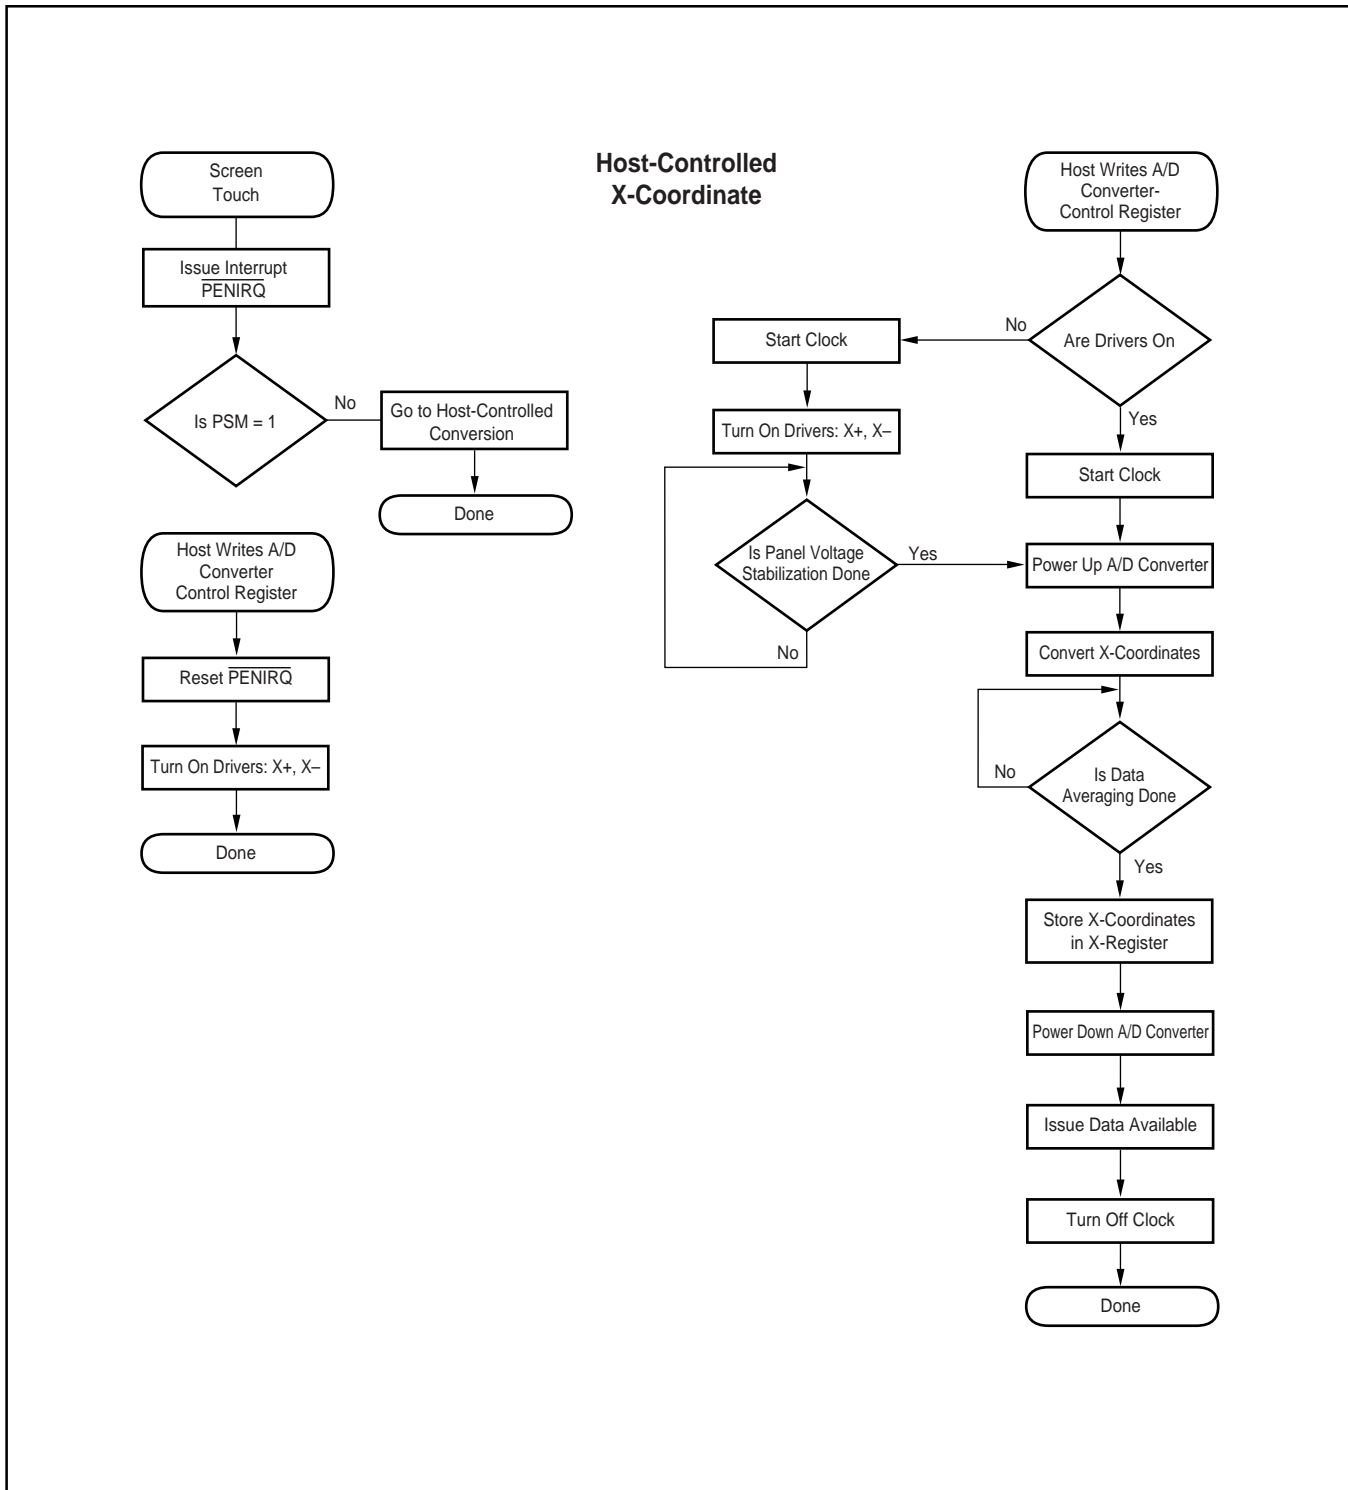 Host-Controlled
X-Coordinate
Screen
Touch
Issue Interrupt
PENIRQ
Is PSM = 1
No
Go to Host-Controlled
Conversion
Done
Host Writes A/D
Converter
Control Register
Reset PENIRQ
Turn On Drivers: X+, X–
Done
Host Writes A/D
Converter-
Control Register
Are Drivers On
No
Yes
Start Clock
Turn On Drivers: X+, X–
Is Panel Voltage
Stabilization Done
Yes
No
Start Clock
Power Up A/D Converter
Convert X-Coordinates
Is Data
Averaging Done
No
Yes
Store X-Coordinates
in X-Register
Power Down A/D Converter
Issue Data Available
Turn Off Clock
Done